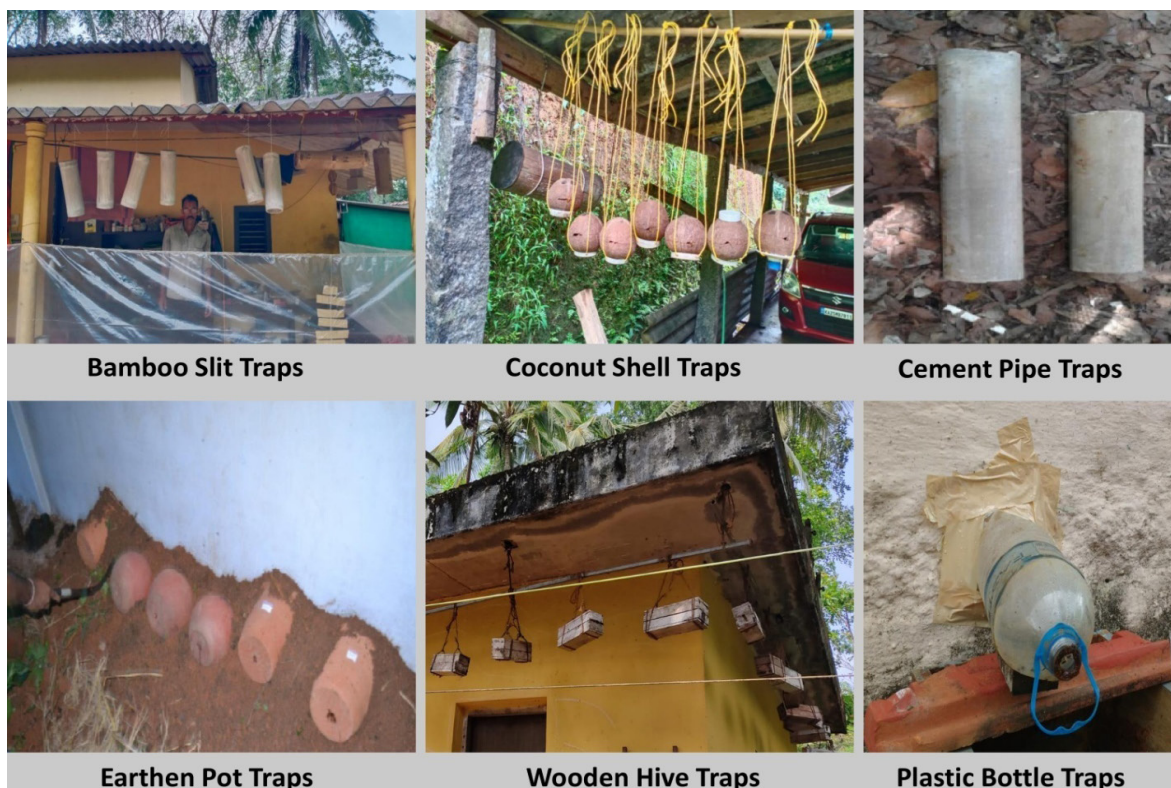 Bamboo Slit Traps
Coconut Shell Traps
Cement Pipe Traps
Earthen Pot Traps
Wooden Hive Traps
Plastic Bottle Traps